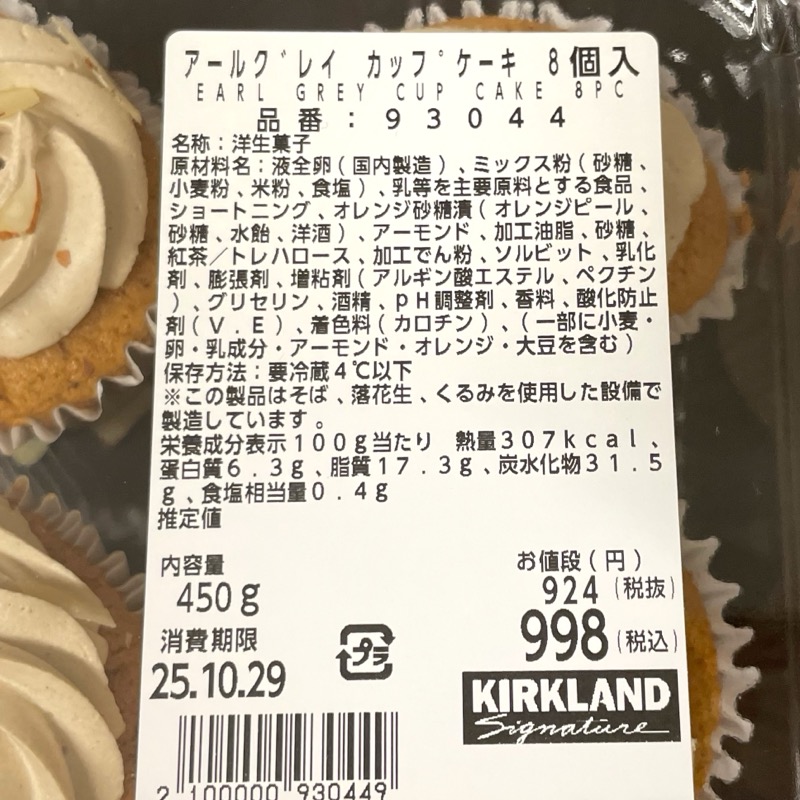 アールグレイ カップケーキ 8個入
EARL GREY CUP CAKE 8PC
品番:93044
名称:洋生菓子
原材料名:液全卵(国内製造)、ミックス粉(砂糖、
小麦粉、米粉、食塩)、乳等を主要原料とする食品、
ショートニング、オレンジ砂糖漬(オレンジピール、
砂糖、水飴、洋酒)、アーモンド、加工油脂、砂糖、
紅茶/トレハロース、加工でん粉、ソルビット、乳化
剤、膨張剤、増粘剤(アルギン酸エステル、ペクチン
)、グリセリン、酒精、pH調整剤、香料、酸化防止
剤(V.E)、着色料(カロチン)、(一部に小麦・
卵・乳成分・アーモンド・オレンジ・大豆を含む)
保存方法:要冷蔵4℃以下
※この製品はそば、落花生、くるみを使用した設備で
製造しています。
栄養成分表示100g当たり 熱量307kcal、
蛋白質6.3g、脂質17.3g、炭水化物31.5
g、食塩相当量0.4g
推定値
内容量
450g
お値段(円)
924(税抜)
998(税込)
消費期限
25.10.29
プラ
KIRKLAND
Signature
2 100000 930449